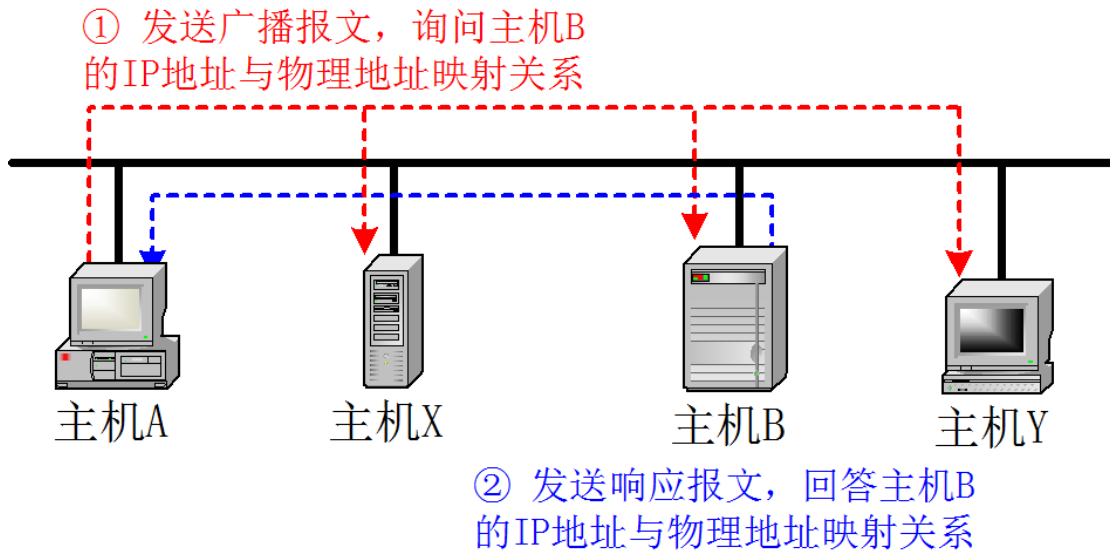 ① 发送广播报文，询问主机B
的IP地址与物理地址映射关系
主机A
主机X
主机B
主机Y
② 发送响应报文，回答主机B
的IP地址与物理地址映射关系